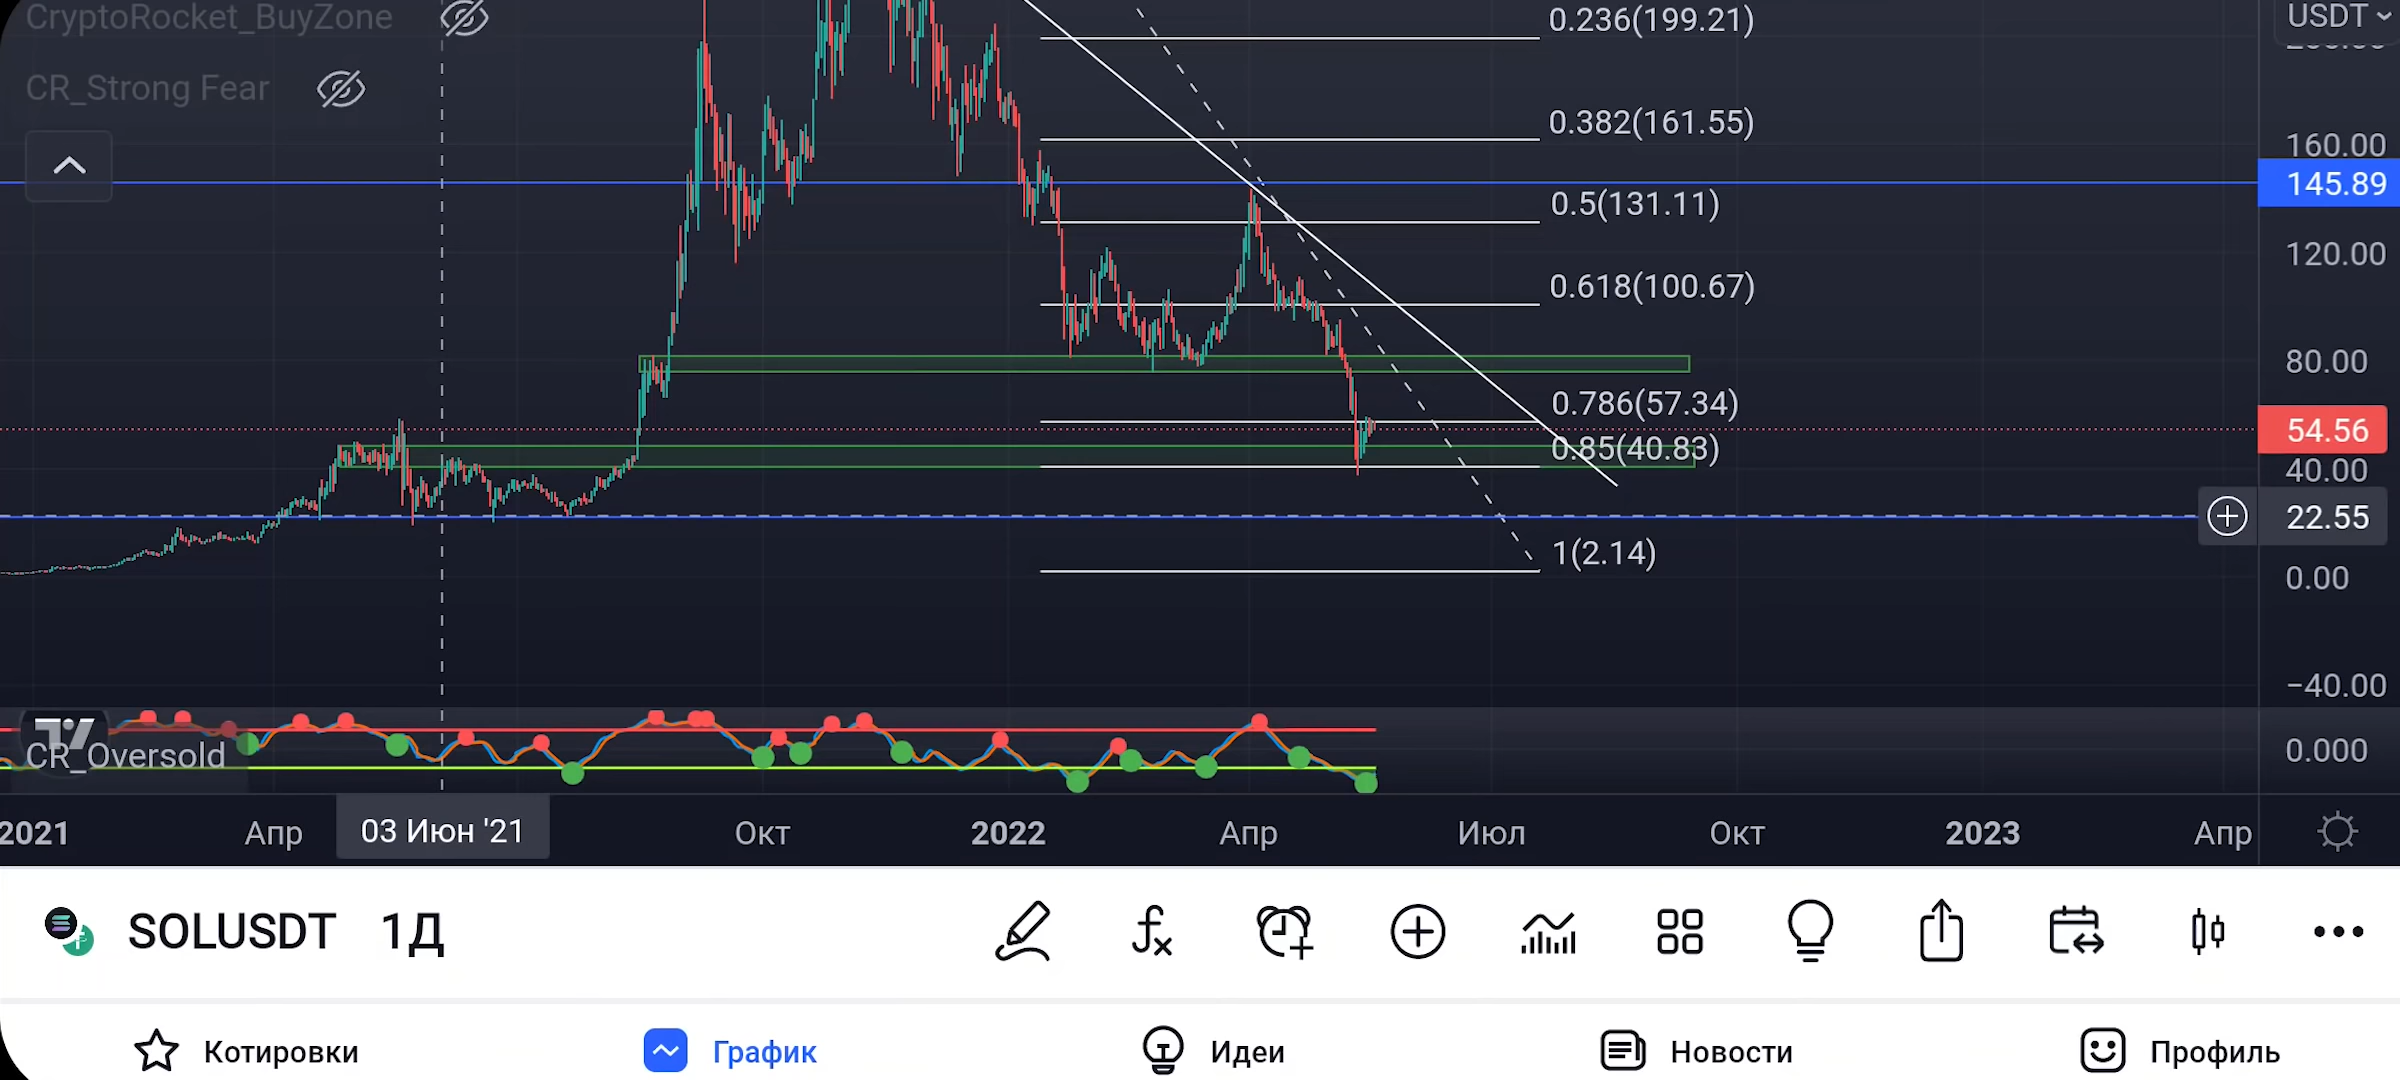 CryptoRocket_BuyZone
CR_Strong Fear
0.236(199.21)
0.382(161.55)
0.5(131.11)
0.618(100.67)
0.786(57.34)
0.85(40.83)
1(2.14)
USDT
160.00
145.89
120.00
80.00
54.56
40.00
22.55
0.00
−40.00
CR_Oversold
0.000
2021 Апр 03 Июн '21 Окт 2022 Апр Июл Окт 2023 Апр
SOLUSDT 1Д
Котировки График Идеи Новости Профиль